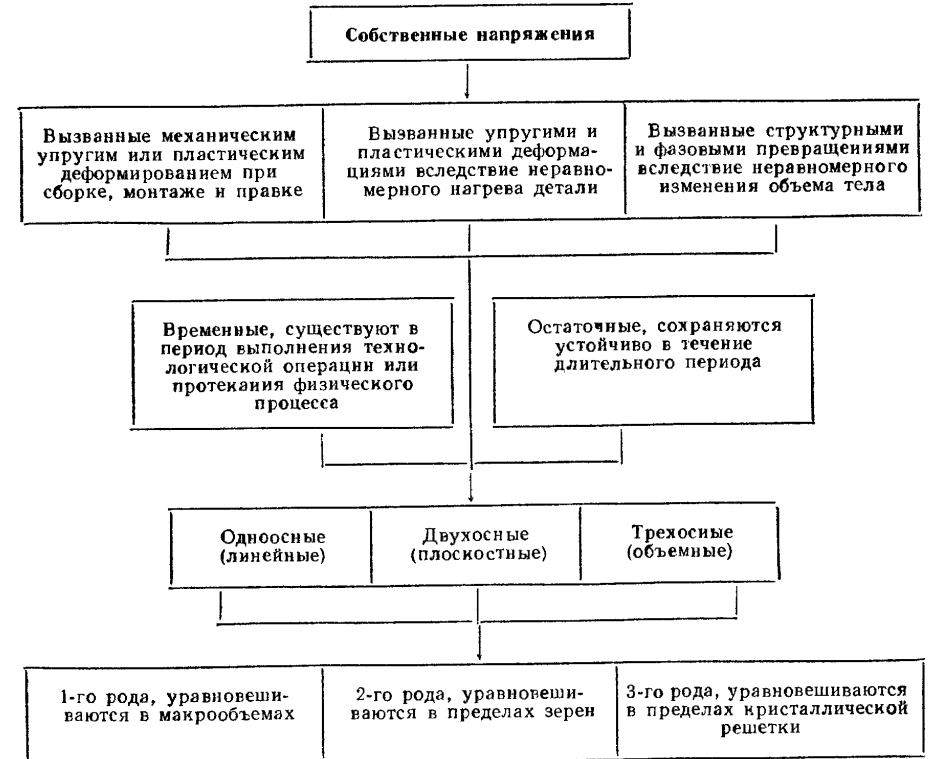 Собственные напряжения
Вызванные механическим
упругим или пластическим
деформированием при
сборке, монтаже и правке
Вызванные упругими и
пластическими деформа-
циями вследствие неравно-
мерного нагрева детали
Вызванные структурными
и фазовыми превращениями
вследствие неравномерного
изменения объема тела
Временные, существуют в
период выполнения техно-
логической операции или
протекания физического
процесса
Остаточные, сохраняются
устойчиво в течение
длительного периода
Одноосные
(линейные)
Двухосные
(плоскостные)
Трехосные
(объемные)
1-го рода, уравновеши-
ваются в макрообъемах
2-го рода, уравновеши-
ваются в пределах зерен
3-го рода, уравновешиваются
в пределах кристаллической
решетки